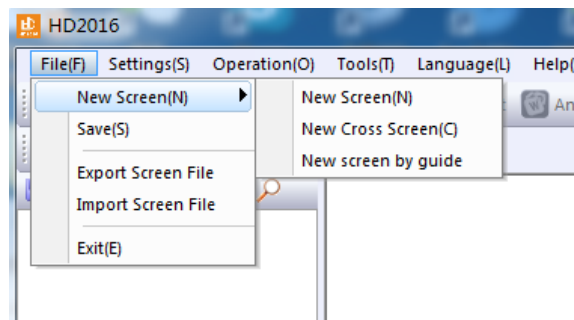 HD2016
File(F) Settings(S) Operation(O) Tools(T) Language(L) Help(
New Screen(N)
Save(S)
Export Screen File
Import Screen File
Exit(E)
New Screen(N)
New Cross Screen(C)
New screen by guide
An